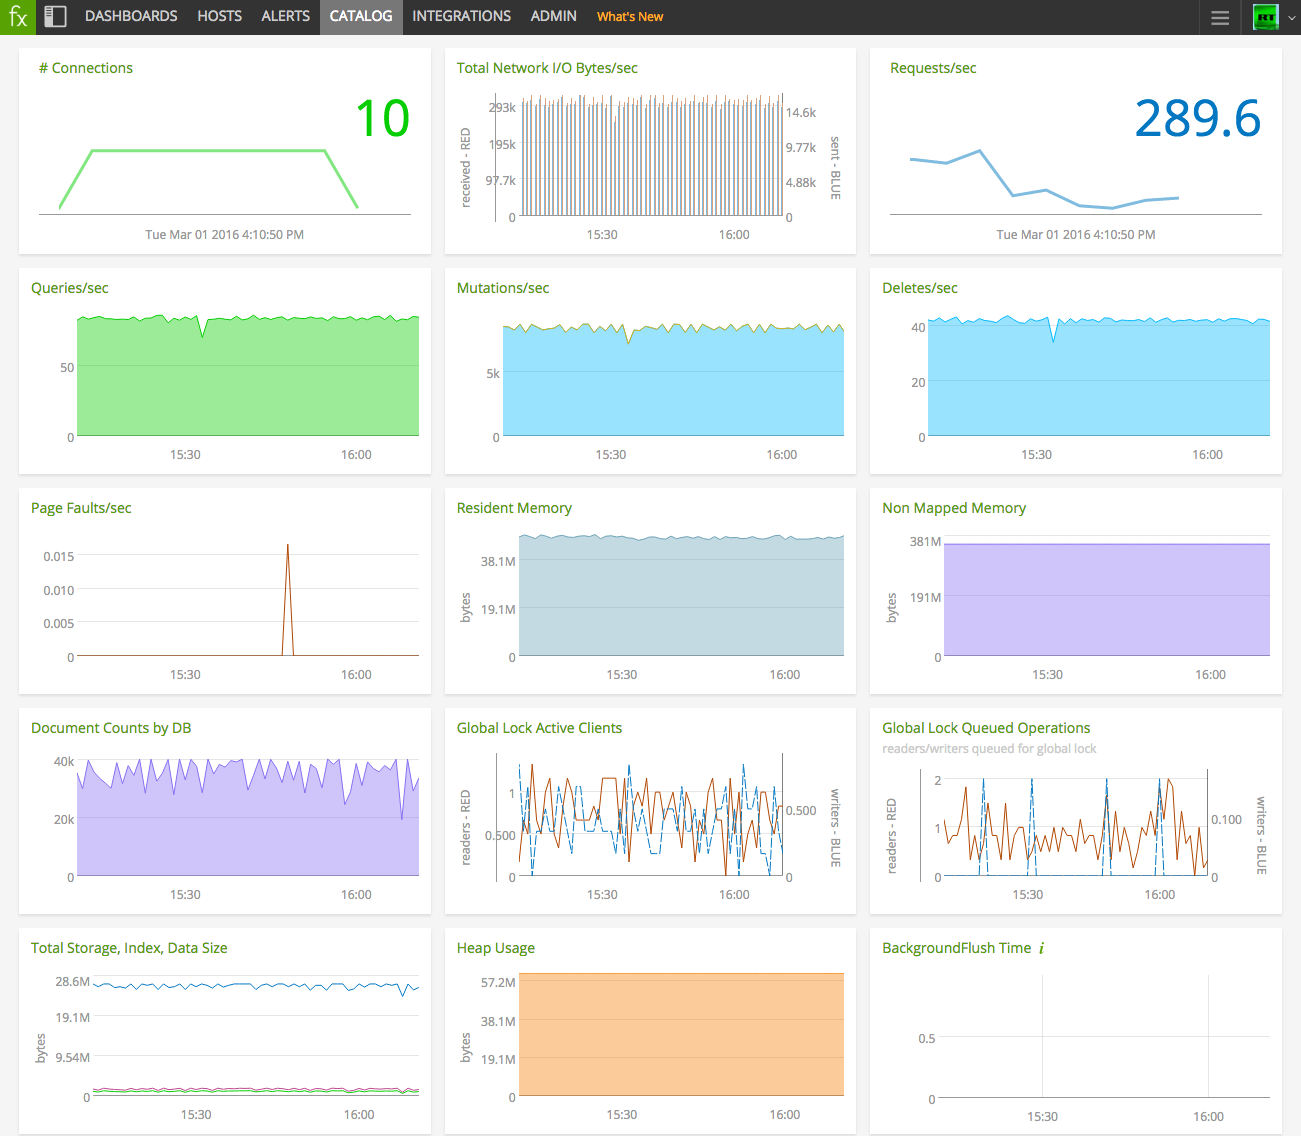 fx DASHBOARDS HOSTS ALERTS CATALOG INTEGRATIONS ADMIN What's New RT
# Connections
10
Tue Mar 01 2016 4:10:50 PM
Total Network I/O Bytes/sec
received - RED
293k
195k
97.7k
0
14.6k
9.77k
4.88k
0
sent - BLUE
15:30 16:00
Requests/sec
289.6
Tue Mar 01 2016 4:10:50 PM
Queries/sec
50
0
15:30 16:00
Mutations/sec
5k
0
15:30 16:00
Deletes/sec
40
20
0
15:30 16:00
Page Faults/sec
0.015
0.010
0.005
0
15:30 16:00
Resident Memory
bytes
38.1M
19.1M
0
15:30 16:00
Non Mapped Memory
bytes
381M
191M
0
15:30 16:00
Document Counts by DB
40k
20k
0
15:30 16:00
Global Lock Active Clients
readers - RED
1
0.500
0
0.500
0
writers - BLUE
15:30 16:00
Global Lock Queued Operations
readers/writers queued for global lock
readers - RED
2
1
0
0.100
0
writers - BLUE
15:30 16:00
Total Storage, Index, Data Size
bytes
28.6M
19.1M
9.54M
0
15:30 16:00
Heap Usage
bytes
57.2M
38.1M
19.1M
0
15:30 16:00
BackgroundFlush Time i
0.5
0
15:30 16:00